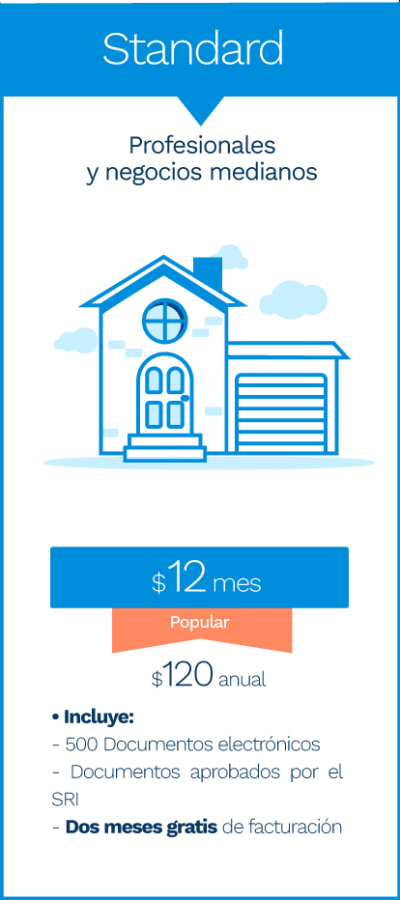 Standard
Profesionales
y negocios medianos
$12 mes
Popular
$120 anual
• Incluye:
- 500 Documentos electrónicos
- Documentos aprobados por el
SRI
- Dos meses gratis de facturación